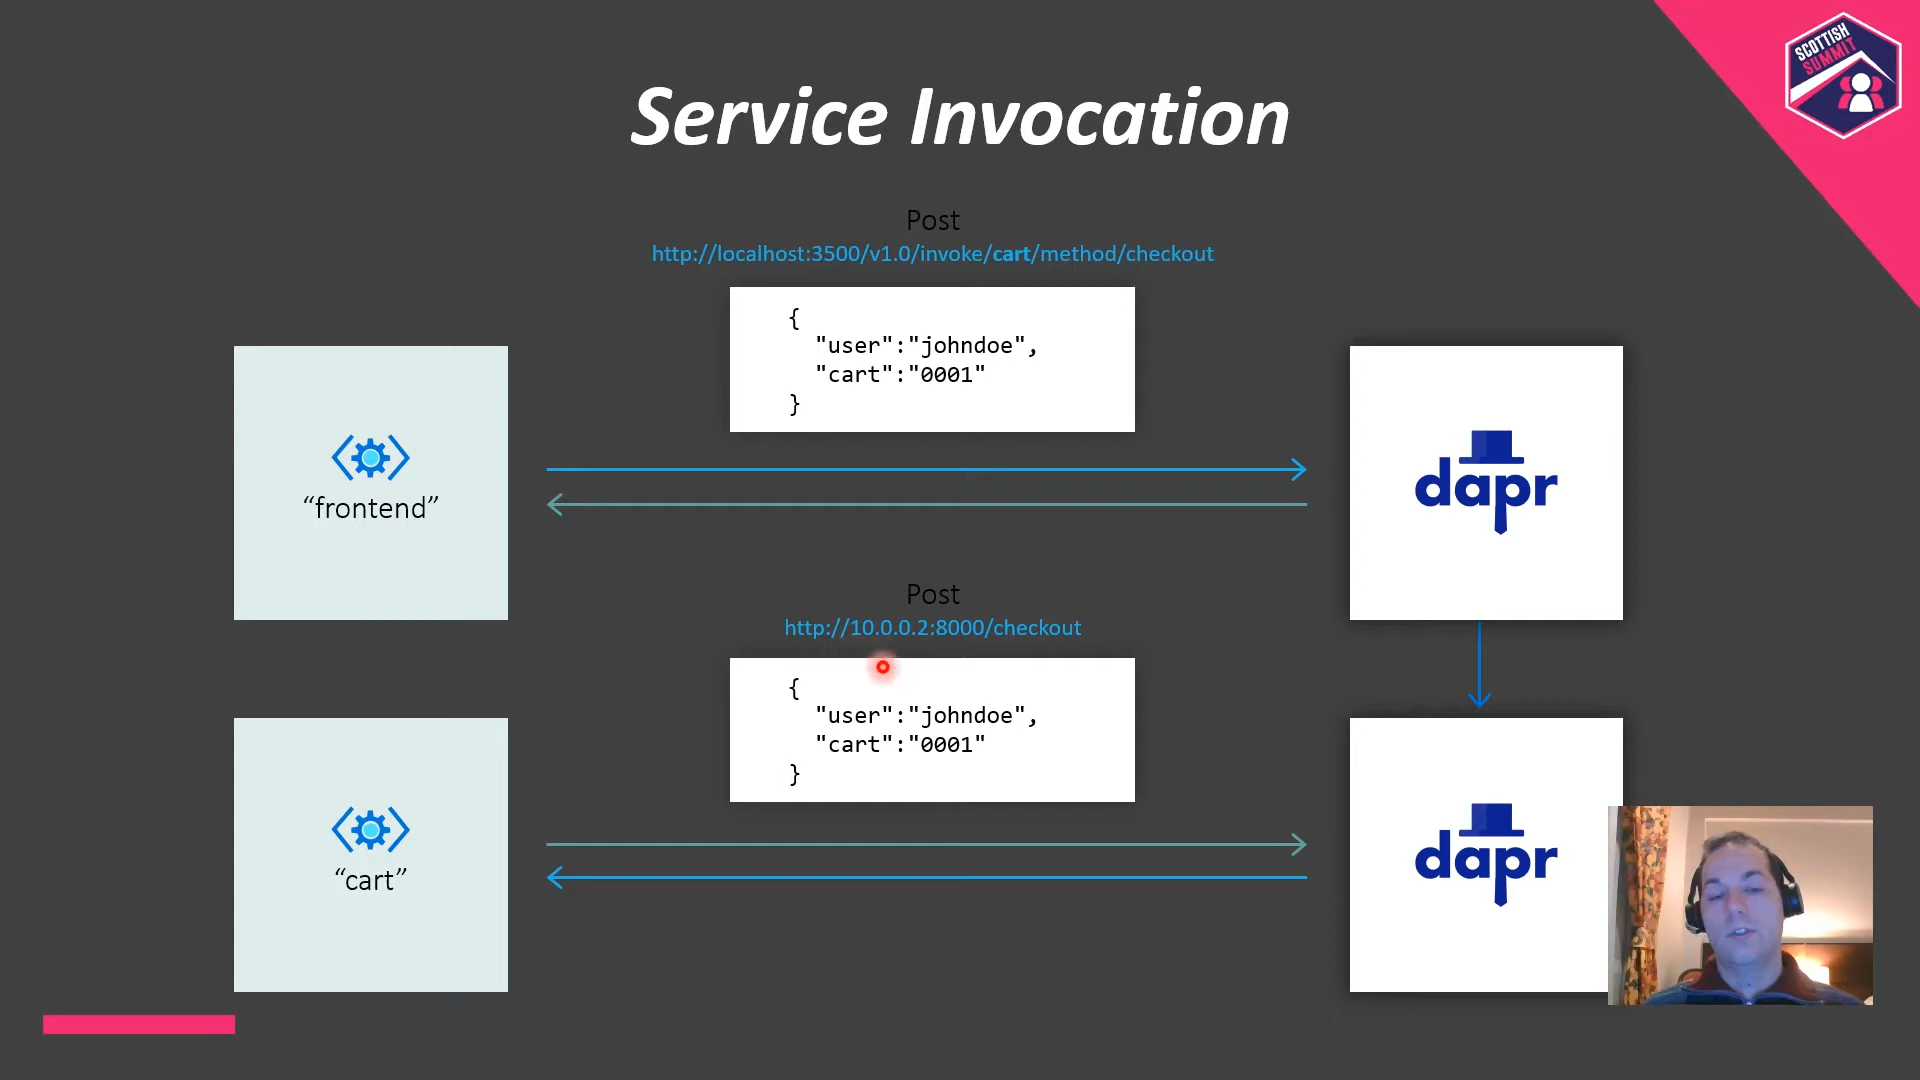 SCOTTISH
SUMMIT
Service Invocation
Post
http://localhost:3500/v1.0/invoke/cart/method/checkout
{
"user":"johndoe",
"cart":"0001"
}
“frontend”
dapr
Post
http://10.0.0.2:8000/checkout
{
"user":"johndoe",
"cart":"0001"
}
“cart”
dapr